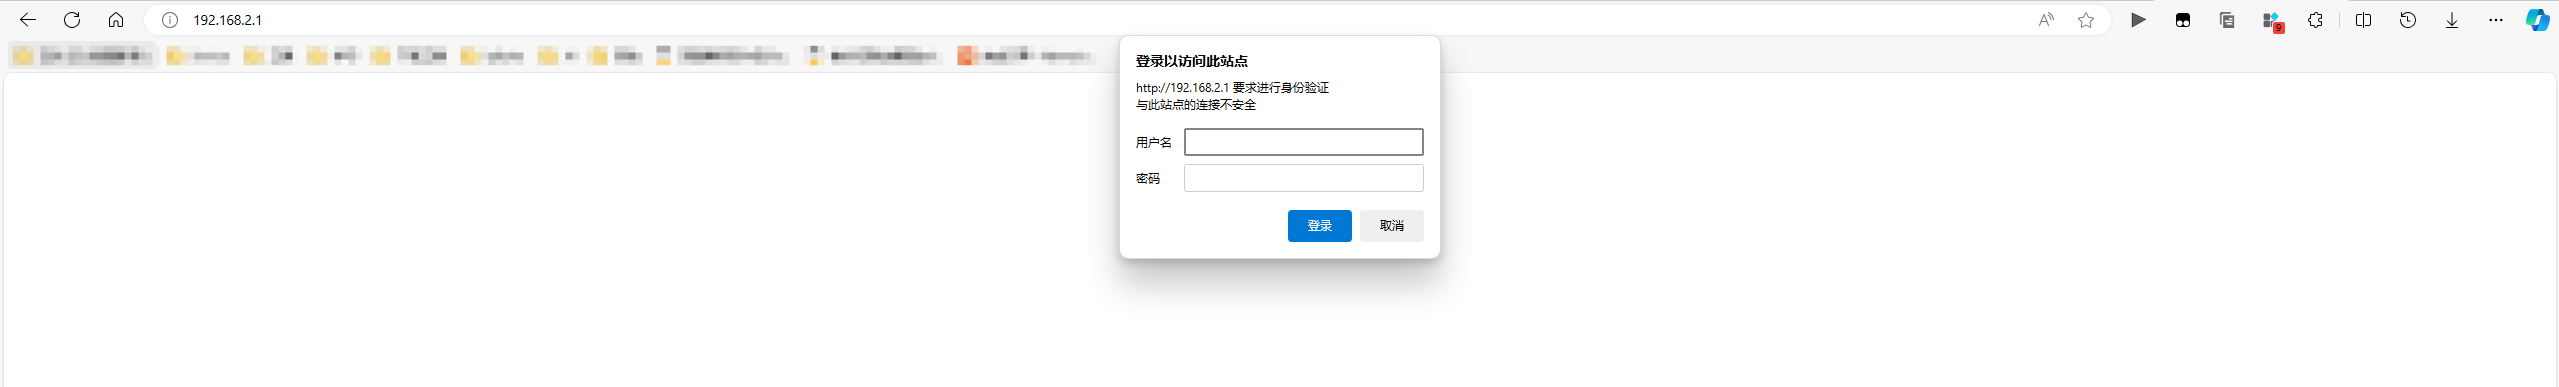 192.168.2.1
登录以访问此站点
http://192.168.2.1 要求进行身份验证
与此站点的连接不安全
用户名
密码
登录 取消